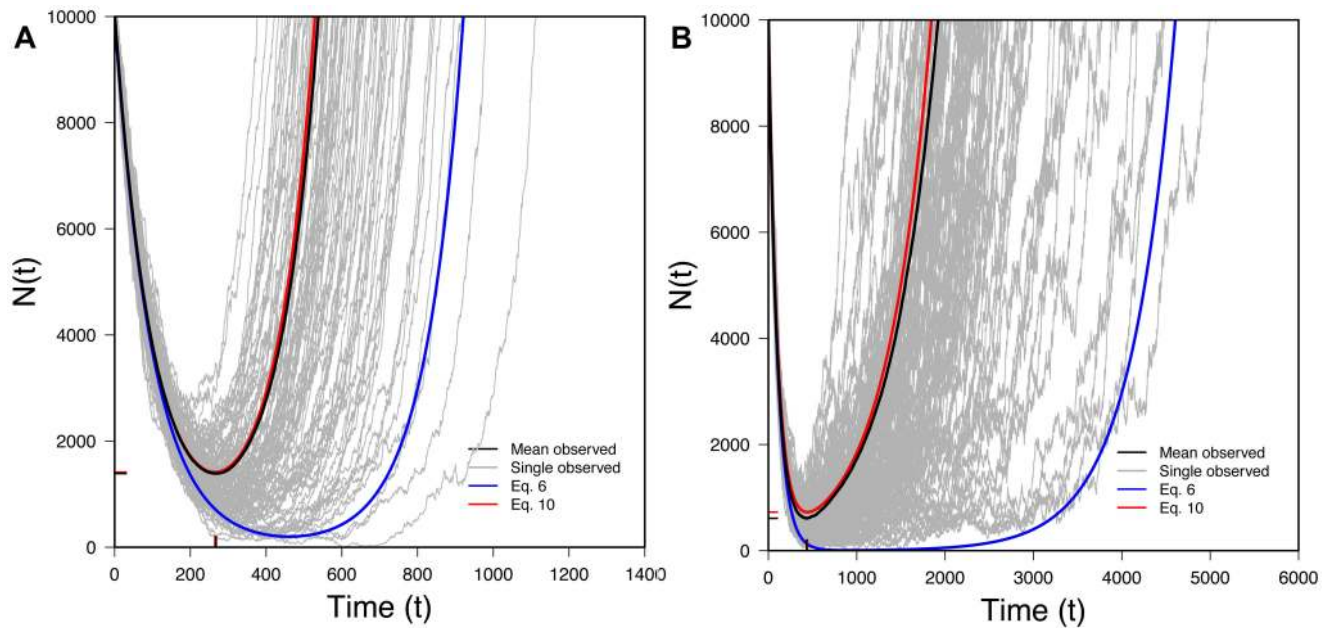 A
10000
8000
6000
4000
2000
0
N(t)
Mean observed
Single observed
Eq. 6
Eq. 10
0 200 400 600 800 1000 1200 1400
Time (t)
B
10000
8000
6000
4000
2000
0
N(t)
Mean observed
Single observed
Eq. 6
Eq. 10
0 1000 2000 3000 4000 5000 6000
Time (t)